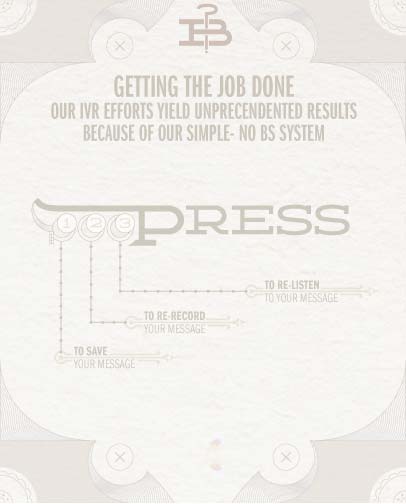 ?
IB
!
GETTING THE JOB DONE
OUR IVR EFFORTS YIELD UNPRECENDENTED RESULTS
BECAUSE OF OUR SIMPLE- NO BS SYSTEM
1 2 3 PRESS
TO RE-LISTEN
TO YOUR MESSAGE
TO RE-RECORD
YOUR MESSAGE
TO SAVE
YOUR MESSAGE